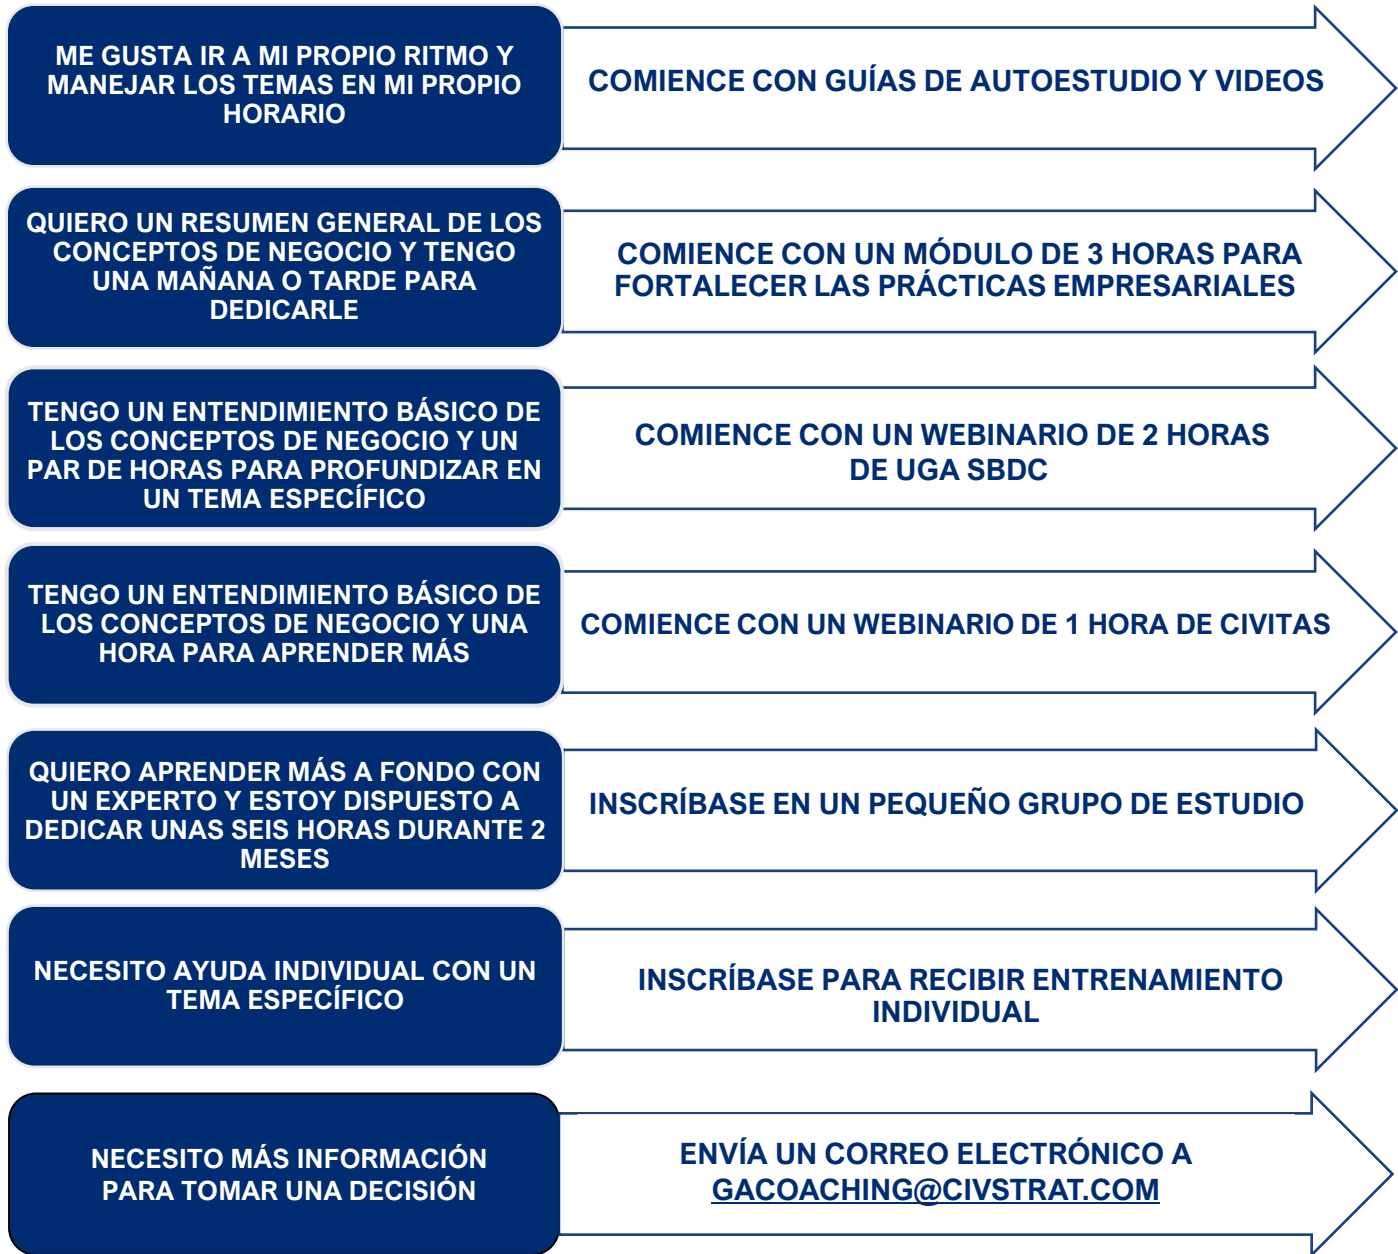 ME GUSTA IR A MI PROPIO RITMO Y
MANEJAR LOS TEMAS EN MI PROPIO
HORARIO
COMIENCE CON GUÍAS DE AUTOESTUDIO Y VIDEOS
QUIERO UN RESUMEN GENERAL DE LOS
CONCEPTOS DE NEGOCIO Y TENGO
UNA MAÑANA O TARDE PARA
DEDICARLE
COMIENCE CON UN MÓDULO DE 3 HORAS PARA
FORTALECER LAS PRÁCTICAS EMPRESARIALES
TENGO UN ENTENDIMIENTO BÁSICO DE
LOS CONCEPTOS DE NEGOCIO Y UN
PAR DE HORAS PARA PROFUNDIZAR EN
UN TEMA ESPECÍFICO
COMIENCE CON UN WEBINARIO DE 2 HORAS
DE UGA SBDC
TENGO UN ENTENDIMIENTO BÁSICO DE
LOS CONCEPTOS DE NEGOCIO Y UNA
HORA PARA APRENDER MÁS
COMIENCE CON UN WEBINARIO DE 1 HORA DE CIVITAS
QUIERO APRENDER MÁS A FONDO CON
UN EXPERTO Y ESTOY DISPUESTO A
DEDICAR UNAS SEIS HORAS DURANTE 2
MESES
INSCRÍBASE EN UN PEQUEÑO GRUPO DE ESTUDIO
NECESITO AYUDA INDIVIDUAL CON UN
TEMA ESPECÍFICO
INSCRÍBASE PARA RECIBIR ENTRENAMIENTO
INDIVIDUAL
NECESITO MÁS INFORMACIÓN
PARA TOMAR UNA DECISIÓN
ENVÍA UN CORREO ELECTRÓNICO A
GACOACHING@CIVSTRAT.COM